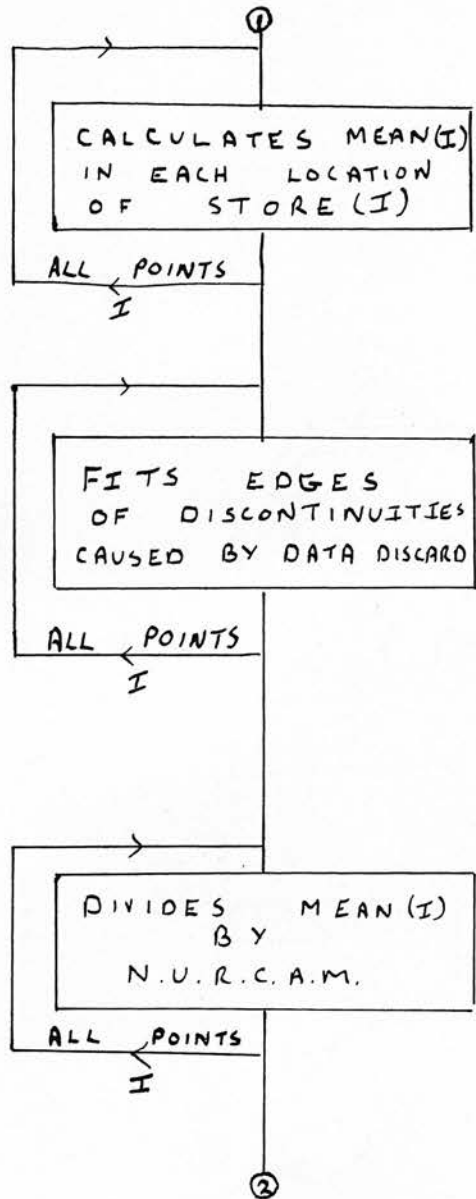 1
CALCULATES MEAN(I)
IN EACH LOCATION
OF STORE(I)
ALL POINTS
I
FITS EDGES
OF DISCONTINUITIES
CAUSED BY DATA DISCARD
ALL POINTS
I
DIVIDES MEAN(I)
BY
N.U.R.C.A.M.
ALL POINTS
I
2